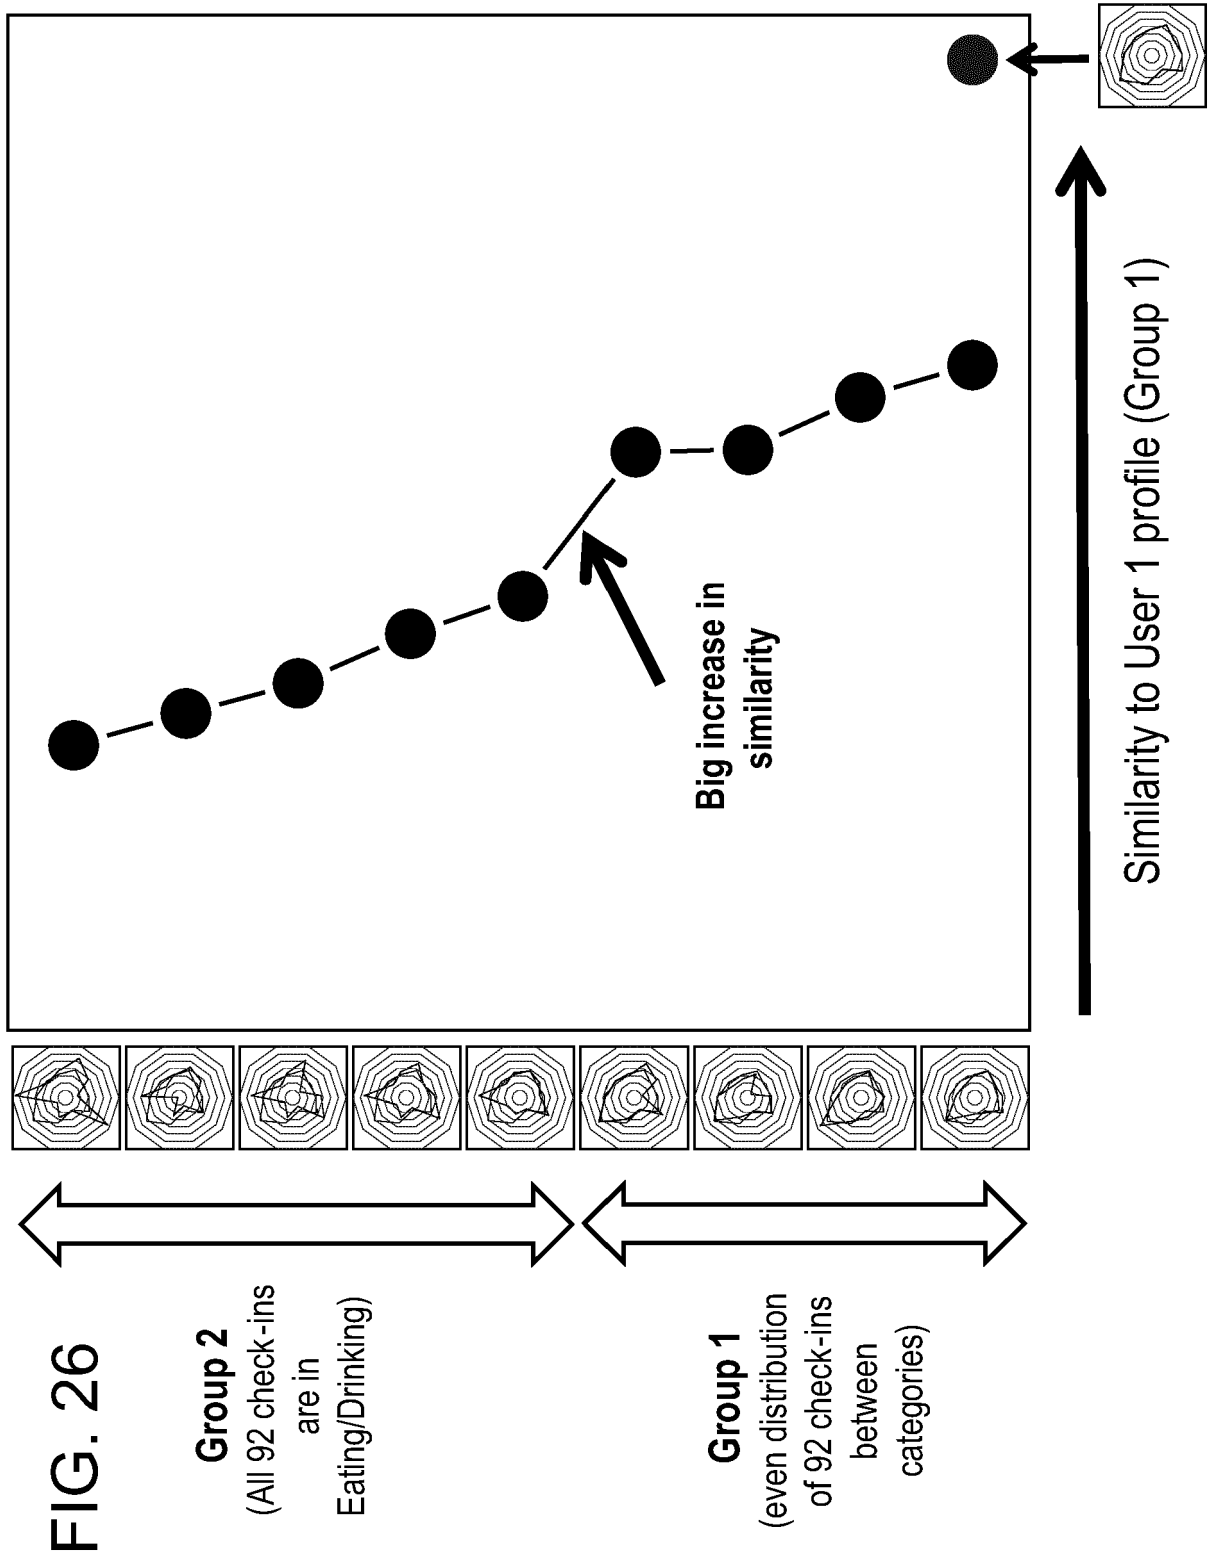 FIG. 26
Group 2
(All 92 check-ins
are in
Eating/Drinking)
Group 1
(even distribution
of 92 check-ins
between
categories)
Big increase in
similarity
Similarity to User 1 profile (Group 1)